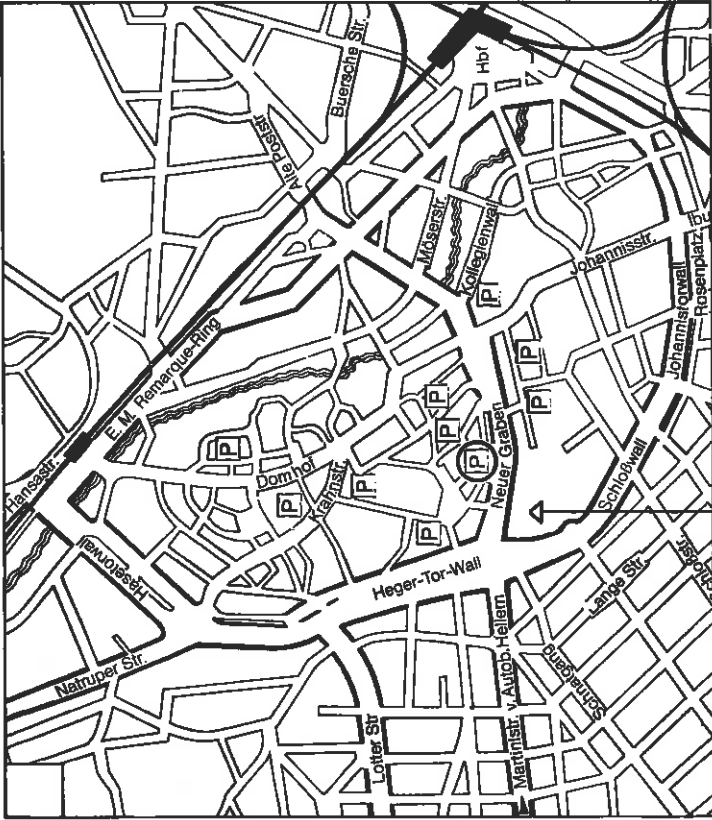 Hbf
Buersche Str.
Alte Poststr.
Möserstr.
Kollegienwall
Johannisstr.
Johannistorwall
Rosenplatz
P
P
P
P
P
P
P
P
P
P
E. M. Remarque-Ring
Hansastr.
Domhof
Krahnstr.
Neuer Graben
Schloßwall
Hasetorwall
Heger-Tor-Wall
Lange Str.
Schnatgang
Natruper Str.
Lotter Str.
Martinistr. v. Autob. Hellern